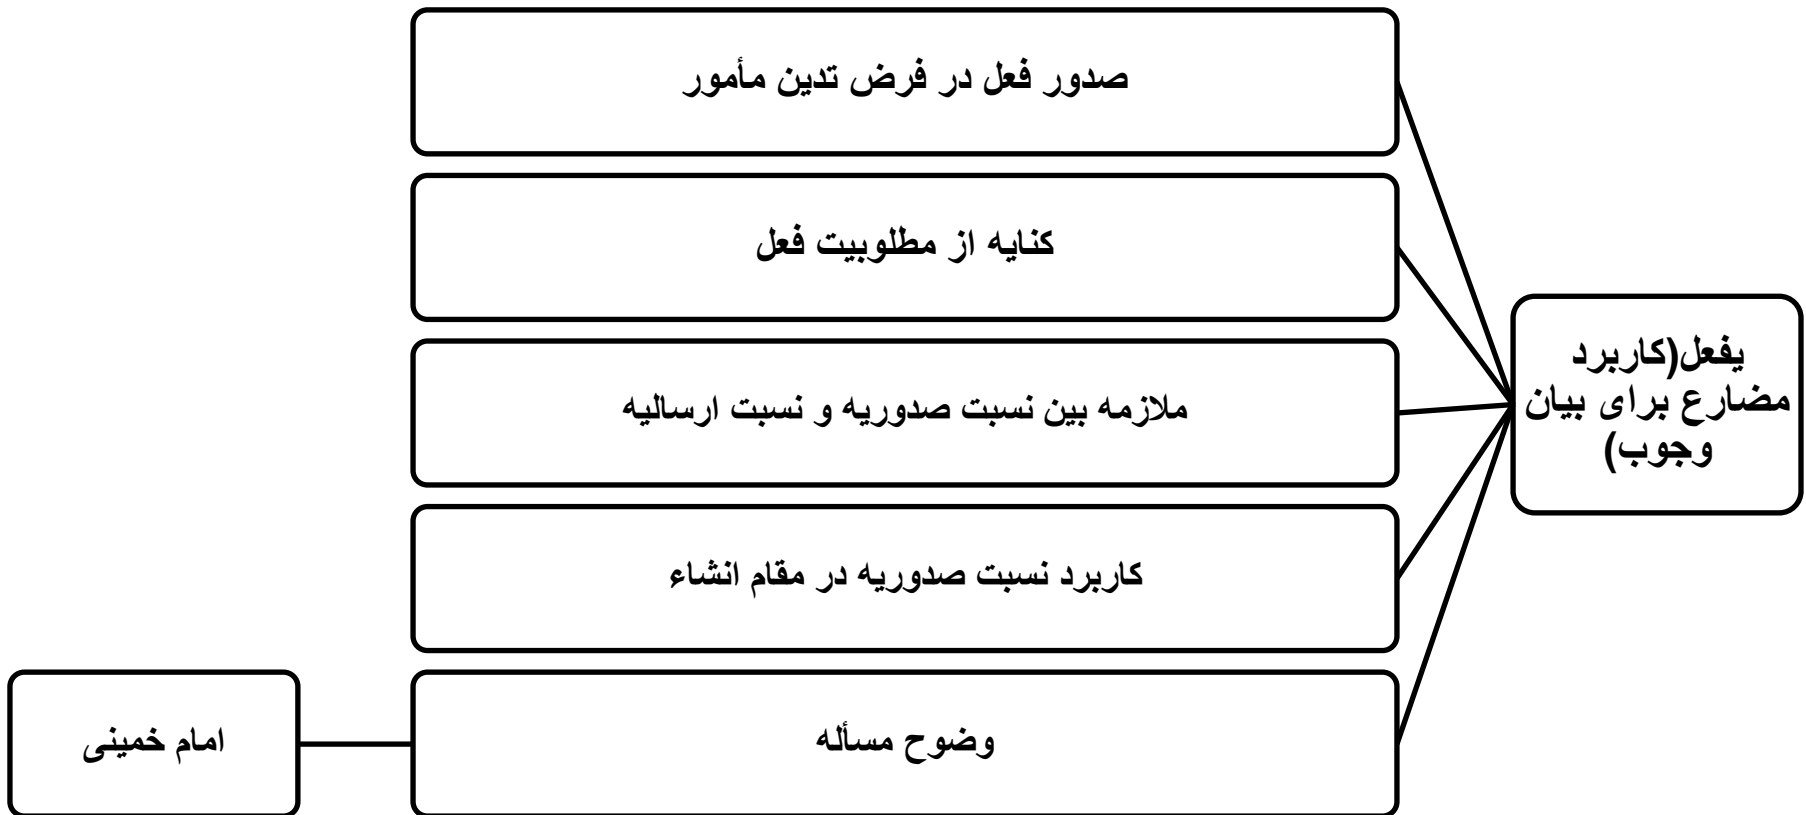 یفعل(کاربرد
مضارع برای بیان
وجوب)
صدور فعل در فرض تدین مأمور
کنایه از مطلوبیت فعل
ملازمه بین نسبت صدوریه و نسبت ارسالیه
کاربرد نسبت صدوریه در مقام انشاء
وضوح مسأله
امام خمینی